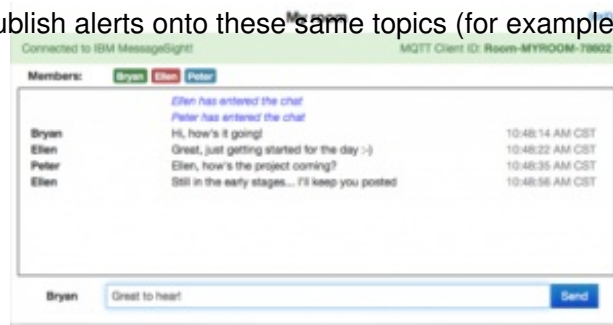 ublish alerts onto these same topics (for example
My room
Connected to IBM MessageSight! MQTT Client ID: Room-MYROOM-78602
Members: Bryan Ellen Peter
Ellen has entered the chat
Peter has entered the chat
Bryan Hi, how's it going! 10:48:14 AM CST
Ellen Great, just getting started for the day :-) 10:48:22 AM CST
Peter Ellen, how's the project coming? 10:48:35 AM CST
Ellen Still in the early stages... I'll keep you posted 10:48:56 AM CST
Bryan Great to hear! Send